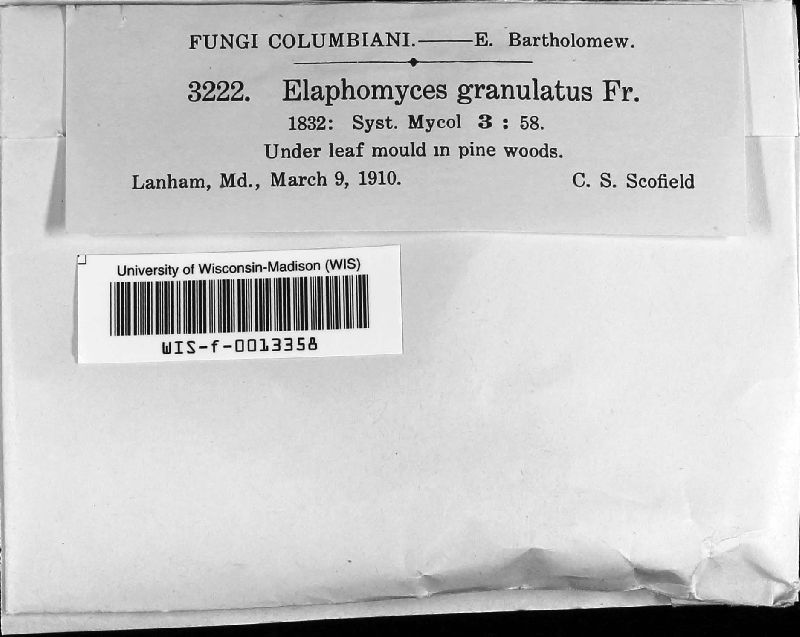 FUNGI COLUMBIANI.——E. Bartholomew.
3222. Elaphomyces granulatus Fr.
1832: Syst. Mycol 3 : 58.
Under leaf mould in pine woods.
Lanham, Md., March 9, 1910. C. S. Scofield
University of Wisconsin-Madison (WIS)
WIS-f-0013358